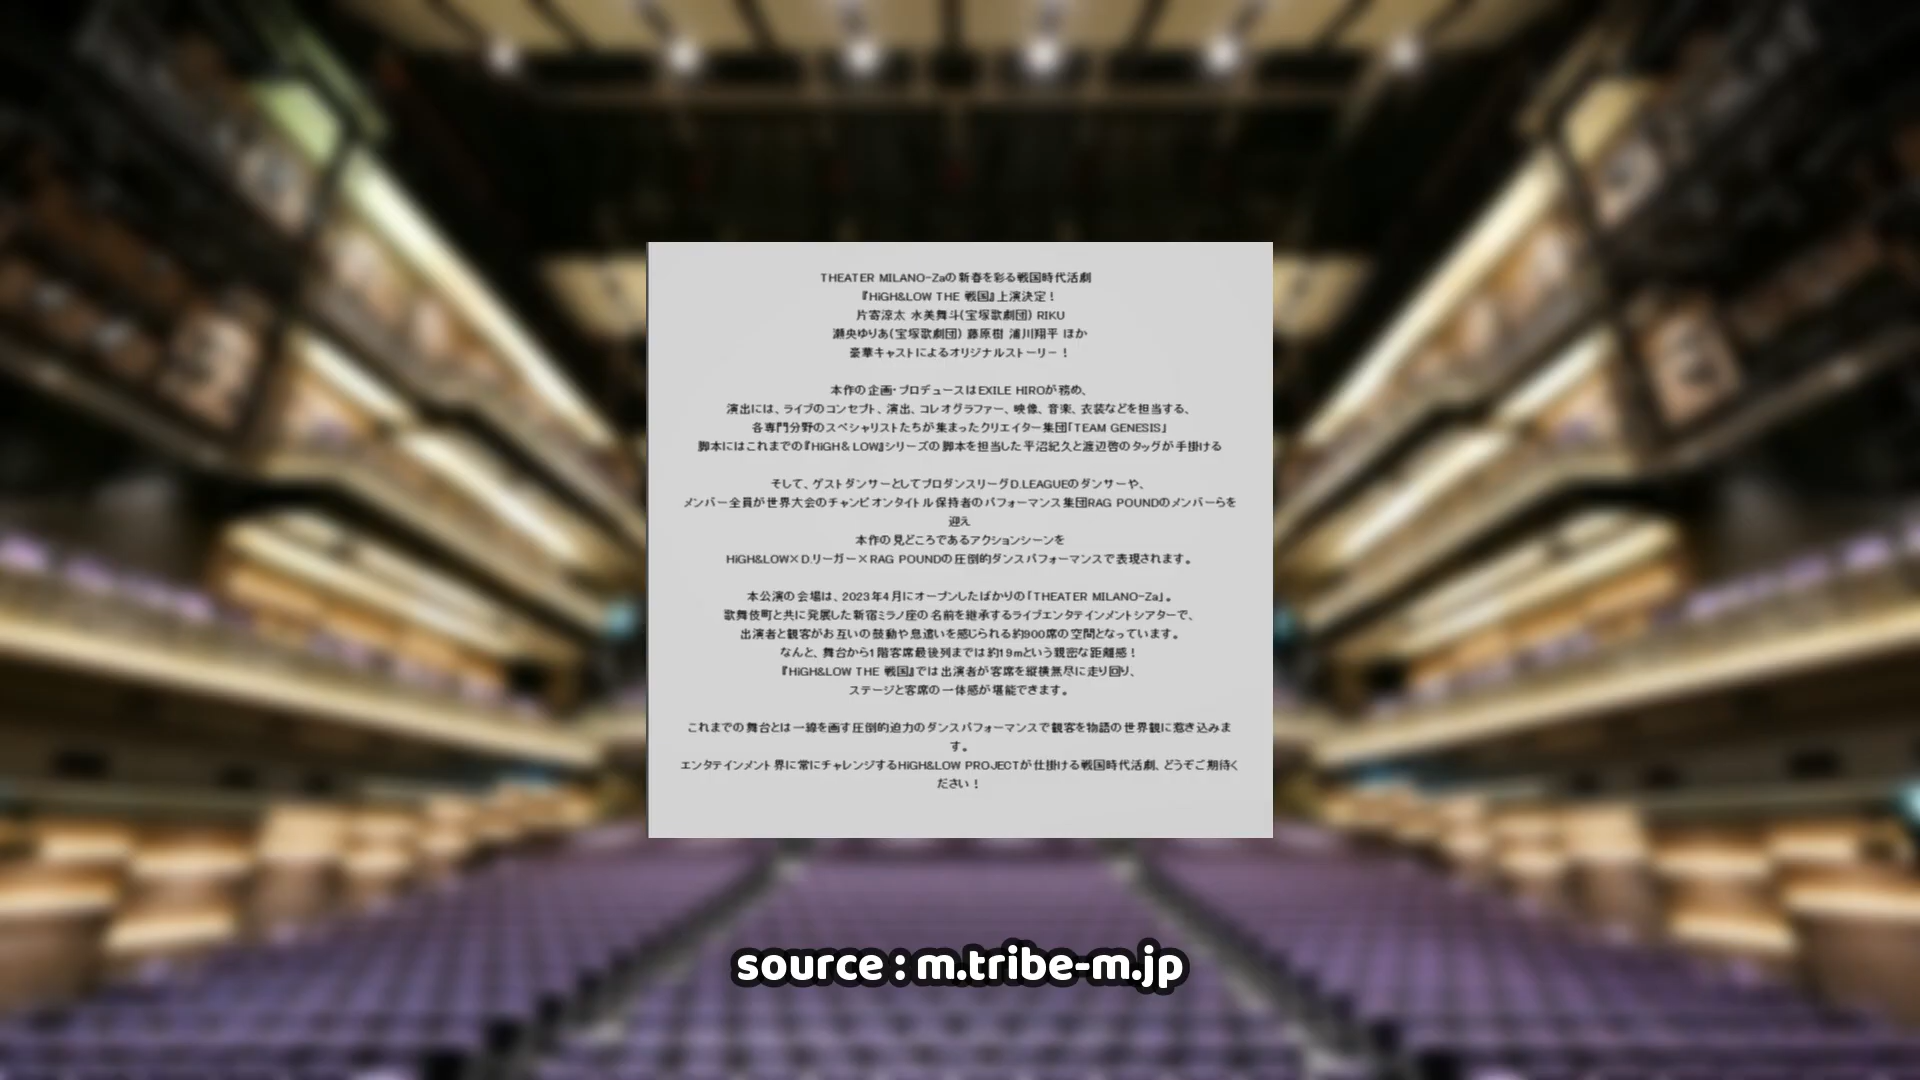 THEATER MILANO-Zaの新春を彩る戦国時代活劇
『HiGH&LOW THE 戦国』上演決定！
片寄涼太 水美舞斗(宝塚歌劇団) RIKU
瀬央ゆりあ(宝塚歌劇団) 藤原樹 浦川翔平 ほか
豪華キャストによるオリジナルストーリー！
本作の企画・プロデュースはEXILE HIROが務め、
演出には、ライブのコンセプト、演出、コレオグラファー、映像、音楽、衣装などを担当する、
各専門分野のスペシャリストたちが集まったクリエイター集団「TEAM GENESIS」
脚本にはこれまでの『HiGH&LOW』シリーズの脚本を担当した平沼紀久と渡辺啓のタッグが手掛ける
そして、ゲストダンサーとしてプロダンスリーグD.LEAGUEのダンサーや、
メンバー全員が世界大会のチャンピオンタイトル保持者のパフォーマンス集団RAG POUNDのメンバーらを
迎え
本作の見どころであるアクションシーンを
HiGH&LOW×D.リーガー×RAG POUNDの圧倒的ダンスパフォーマンスで表現されます。
本公演の会場は、2023年4月にオープンしたばかりの「THEATER MILANO-Za」。
歌舞伎町と共に発展した新宿ミラノ座の名前を継承するライブエンタテインメントシアターで、
出演者と観客がお互いの鼓動や息遣いを感じられる約900席の空間となっています。
なんと、舞台から1階客席最後列までは約19mという親密な距離感！
『HiGH&LOW THE 戦国』では出演者が客席を縦横無尽に走り回り、
ステージと客席の一体感が堪能できます。
これまでの舞台とは一線を画す圧倒的迫力のダンスパフォーマンスで観客を物語の世界観に惹き込みま
す。
エンタテインメント界に常にチャレンジするHiGH&LOW PROJECTが仕掛ける戦国時代活劇、どうぞご期待く
ださい！
source : m.tribe-m.jp